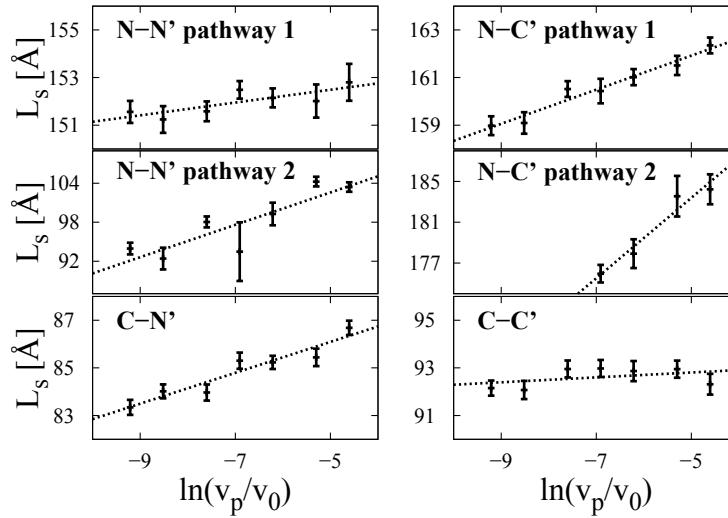 N−N' pathway 1
L_s [Å]
155
153
151
N−C' pathway 1
163
161
159
N−N' pathway 2
L_s [Å]
104
98
92
N−C' pathway 2
185
181
177
C−N'
L_s [Å]
87
85
83
−9 −7 −5
ln(v_p/v_0)
C−C'
95
93
91
−9 −7 −5
ln(v_p/v_0)